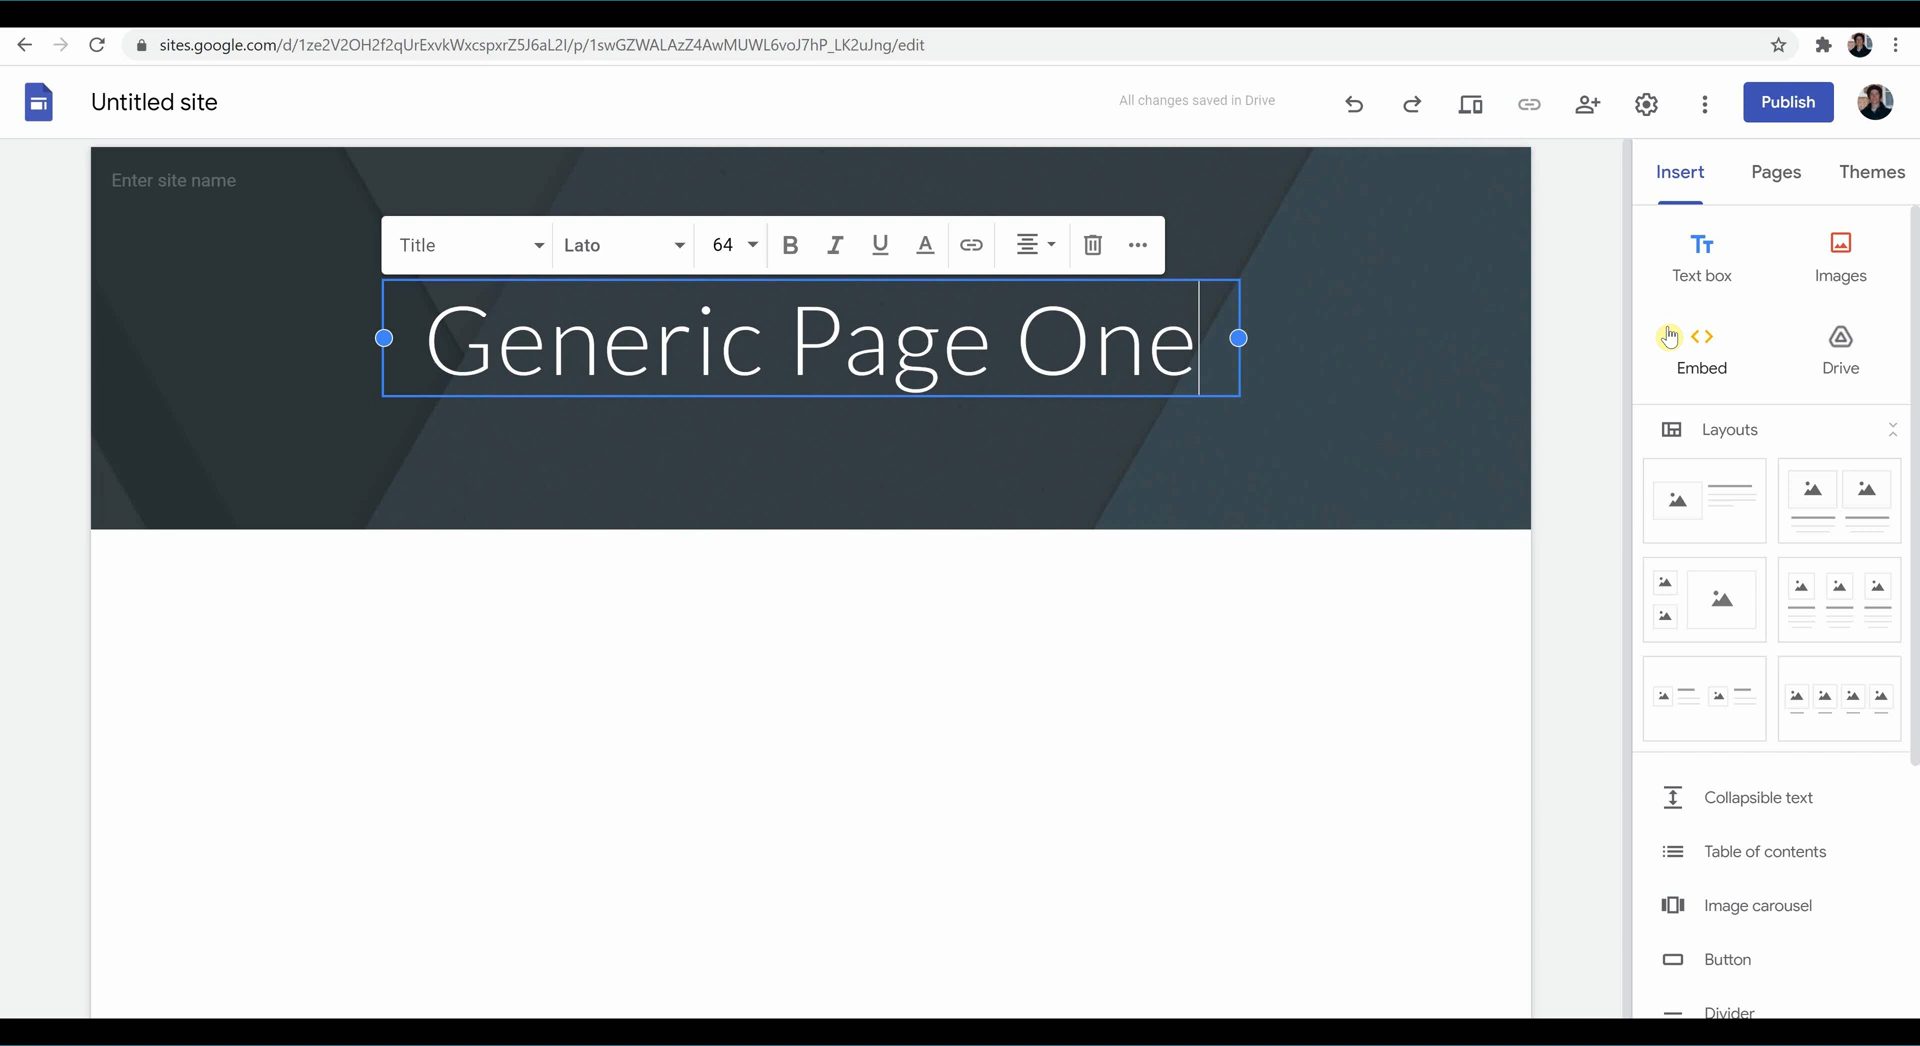 sites.google.com/d/1ze2V2OH2f2qUrExvkWxcspxrZ5J6aL2I/p/1swGZWALAzZ4AwMUWL6voJ7hP_LK2uJng/edit
Untitled site
All changes saved in Drive
Publish
Enter site name
Insert Pages Themes
Title Lato 64 B I U A
Generic Page One
Text box Images
Embed Drive
Layouts
Collapsible text
Table of contents
Image carousel
Button
Divider